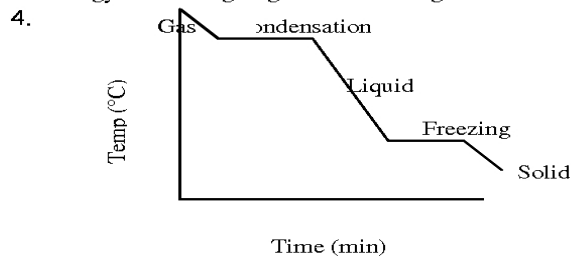 4.
Gas
ondensation
Liquid
Freezing
Solid
Temp (°C)
Time (min)